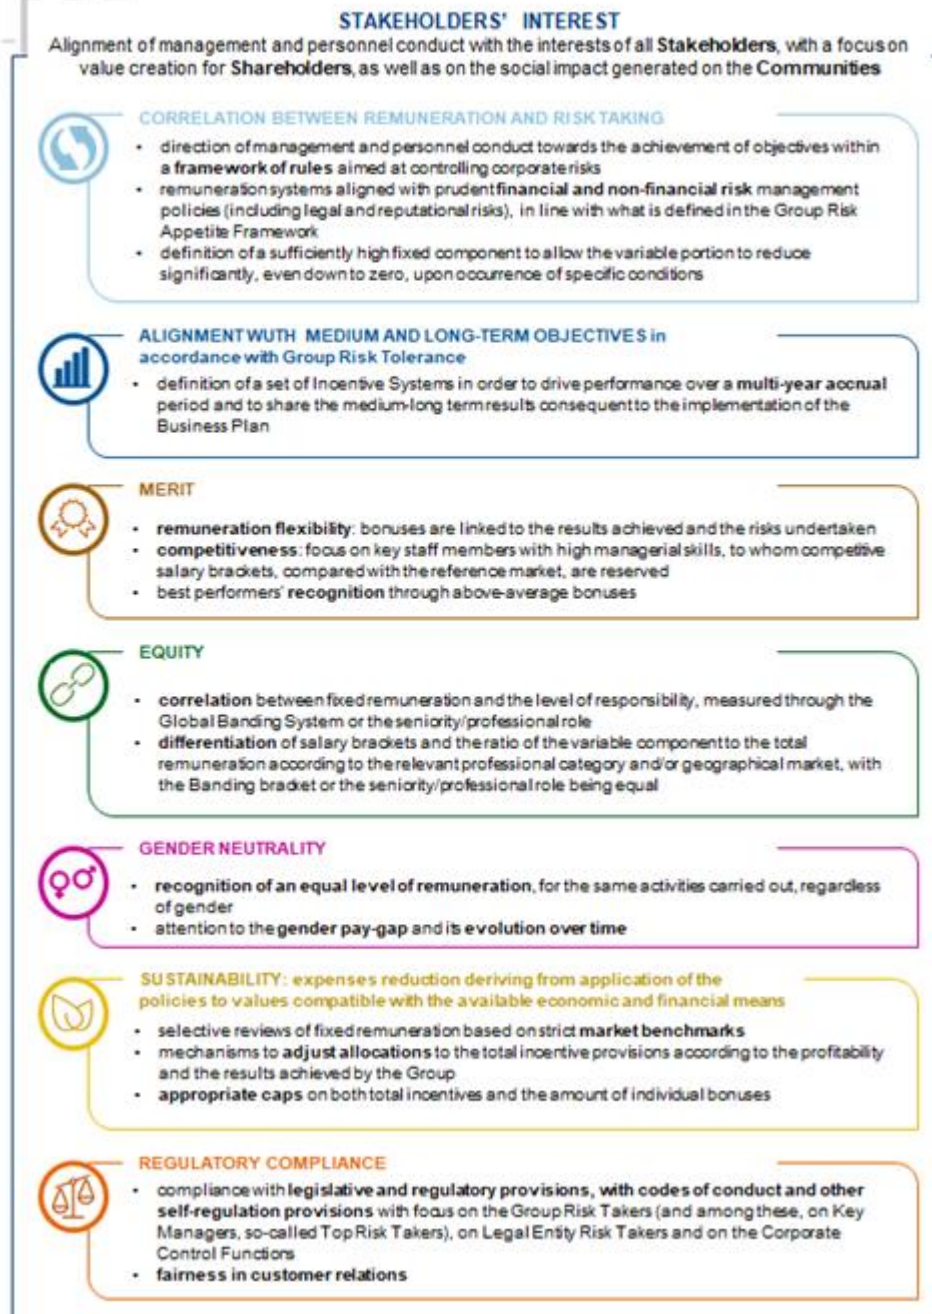 STAKEHOLDERS' INTEREST
Alignment of management and personnel conduct with the interests of all Stakeholders, with a focus on
value creation for Shareholders, as well as on the social impact generated on the Communities
CORRELATION BETWEEN REMUNERATION AND RISK TAKING
• direction of management and personnel conduct towards the achievement of objectives within
a framework of rules aimed at controlling corporate risks
• remuneration systems aligned with prudent financial and non-financial risk management
policies (including legal and reputational risks), in line with what is defined in the Group Risk
Appetite Framework
• definition of a sufficiently high fixed component to allow the variable portion to reduce
significantly, even down to zero, upon occurrence of specific conditions
ALIGNMENT WUTH MEDIUM AND LONG-TERM OBJECTIVES in
accordance with Group Risk Tolerance
• definition of a set of Incentive Systems in order to drive performance over a multi-year accrual
period and to share the medium-long term results consequent to the implementation of the
Business Plan
MERIT
• remuneration flexibility: bonuses are linked to the results achieved and the risks undertaken
• competitiveness: focus on key staff members with high managerial skills, to whom competitive
salary brackets, compared with the reference market, are reserved
• best performers' recognition through above-average bonuses
EQUITY
• correlation between fixed remuneration and the level of responsibility, measured through the
Global Banding System or the seniority/professional role
• differentiation of salary brackets and the ratio of the variable component to the total
remuneration according to the relevant professional category and/or geographical market, with
the Banding bracket or the seniority/professional role being equal
GENDER NEUTRALITY
• recognition of an equal level of remuneration, for the same activities carried out, regardless
of gender
• attention to the gender pay-gap and its evolution over time
SUSTAINABILITY: expenses reduction deriving from application of the
policies to values compatible with the available economic and financial means
• selective reviews of fixed remuneration based on strict market benchmarks
• mechanisms to adjust allocations to the total incentive provisions according to the profitability
and the results achieved by the Group
• appropriate caps on both total incentives and the amount of individual bonuses
REGULATORY COMPLIANCE
• compliance with legislative and regulatory provisions, with codes of conduct and other
self-regulation provisions with focus on the Group Risk Takers (and among these, on Key
Managers, so-called Top Risk Takers), on Legal Entity Risk Takers and on the Corporate
Control Functions
• fairness in customer relations